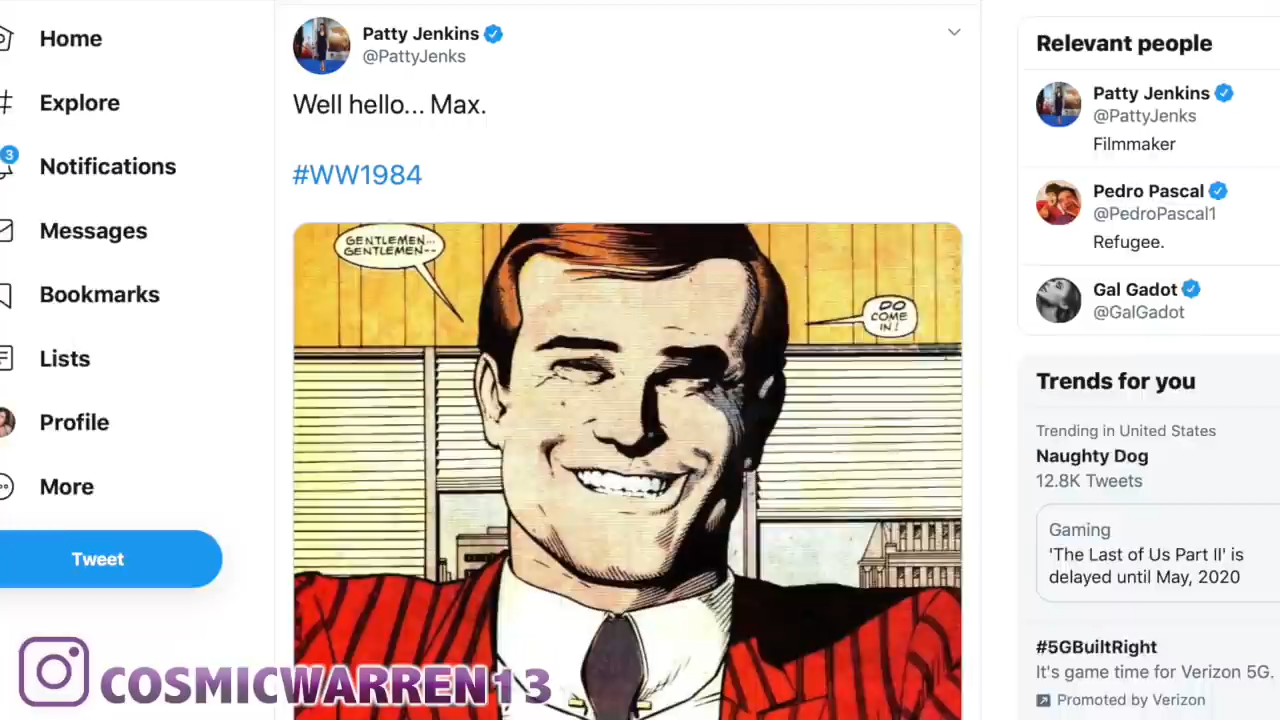 Home
Explore
3
Notifications
Messages
Bookmarks
Lists
Profile
More
Tweet
Patty Jenkins
@PattyJenks
Well hello... Max.
#WW1984
GENTLEMEN...
GENTLEMEN--
DO
COME
IN!
Relevant people
Patty Jenkins
@PattyJenks
Filmmaker
Pedro Pascal
@PedroPascal1
Refugee.
Gal Gadot
@GalGadot
Trends for you
Trending in United States
Naughty Dog
12.8K Tweets
Gaming
'The Last of Us Part II' is
delayed until May, 2020
#5GBuiltRight
It's game time for Verizon 5G.
Promoted by Verizon
COSMICWARREN13